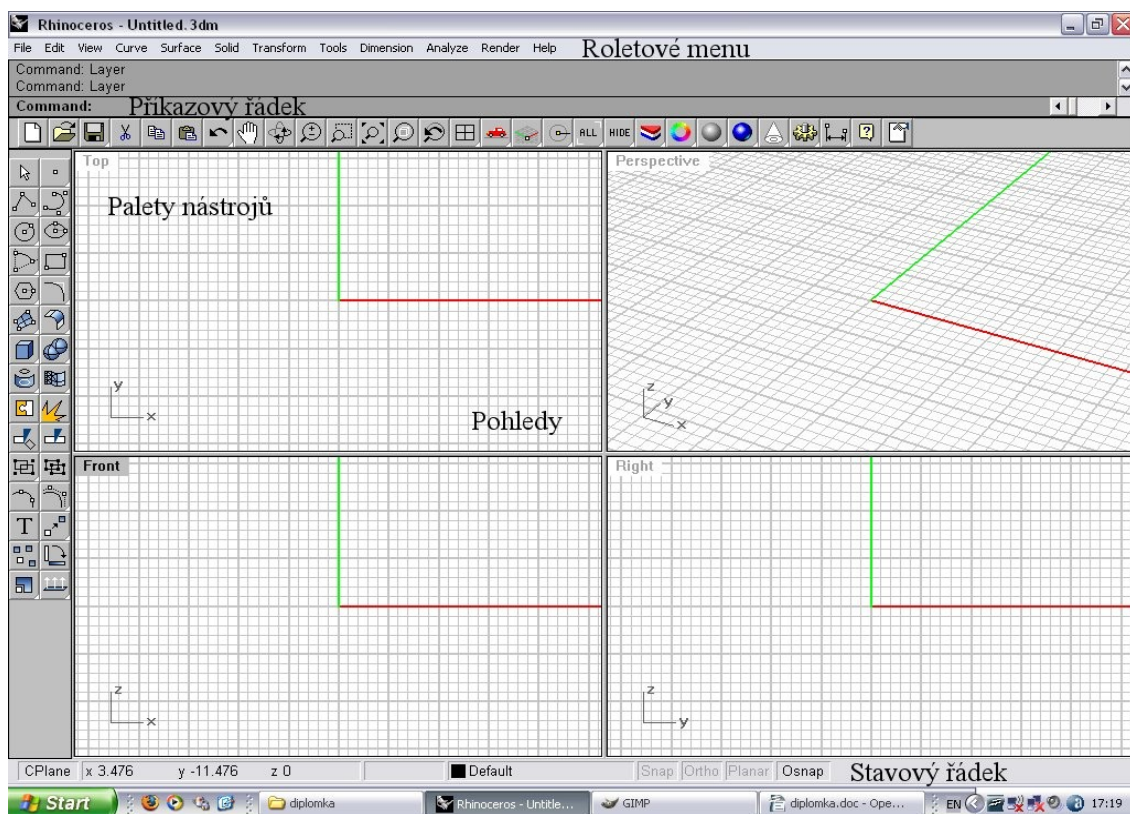 Rhinoceros - Untitled.3dm
File Edit View Curve Surface Solid Transform Tools Dimension Analyze Render Help Roletové menu
Command: Layer
Command: Layer
Command: Příkazový řádek
ALL HIDE
Top
Perspective
Palety nástrojů
y
x
z
y
x
Pohledy
Front
Right
T
z
x
z
y
CPlane x 3.476 y -11.476 z 0 Default Snap Ortho Planar Osnap Stavový řádek
Start diplomka Rhinoceros - Untitle... GIMP diplomka.doc - Ope... EN 17:19